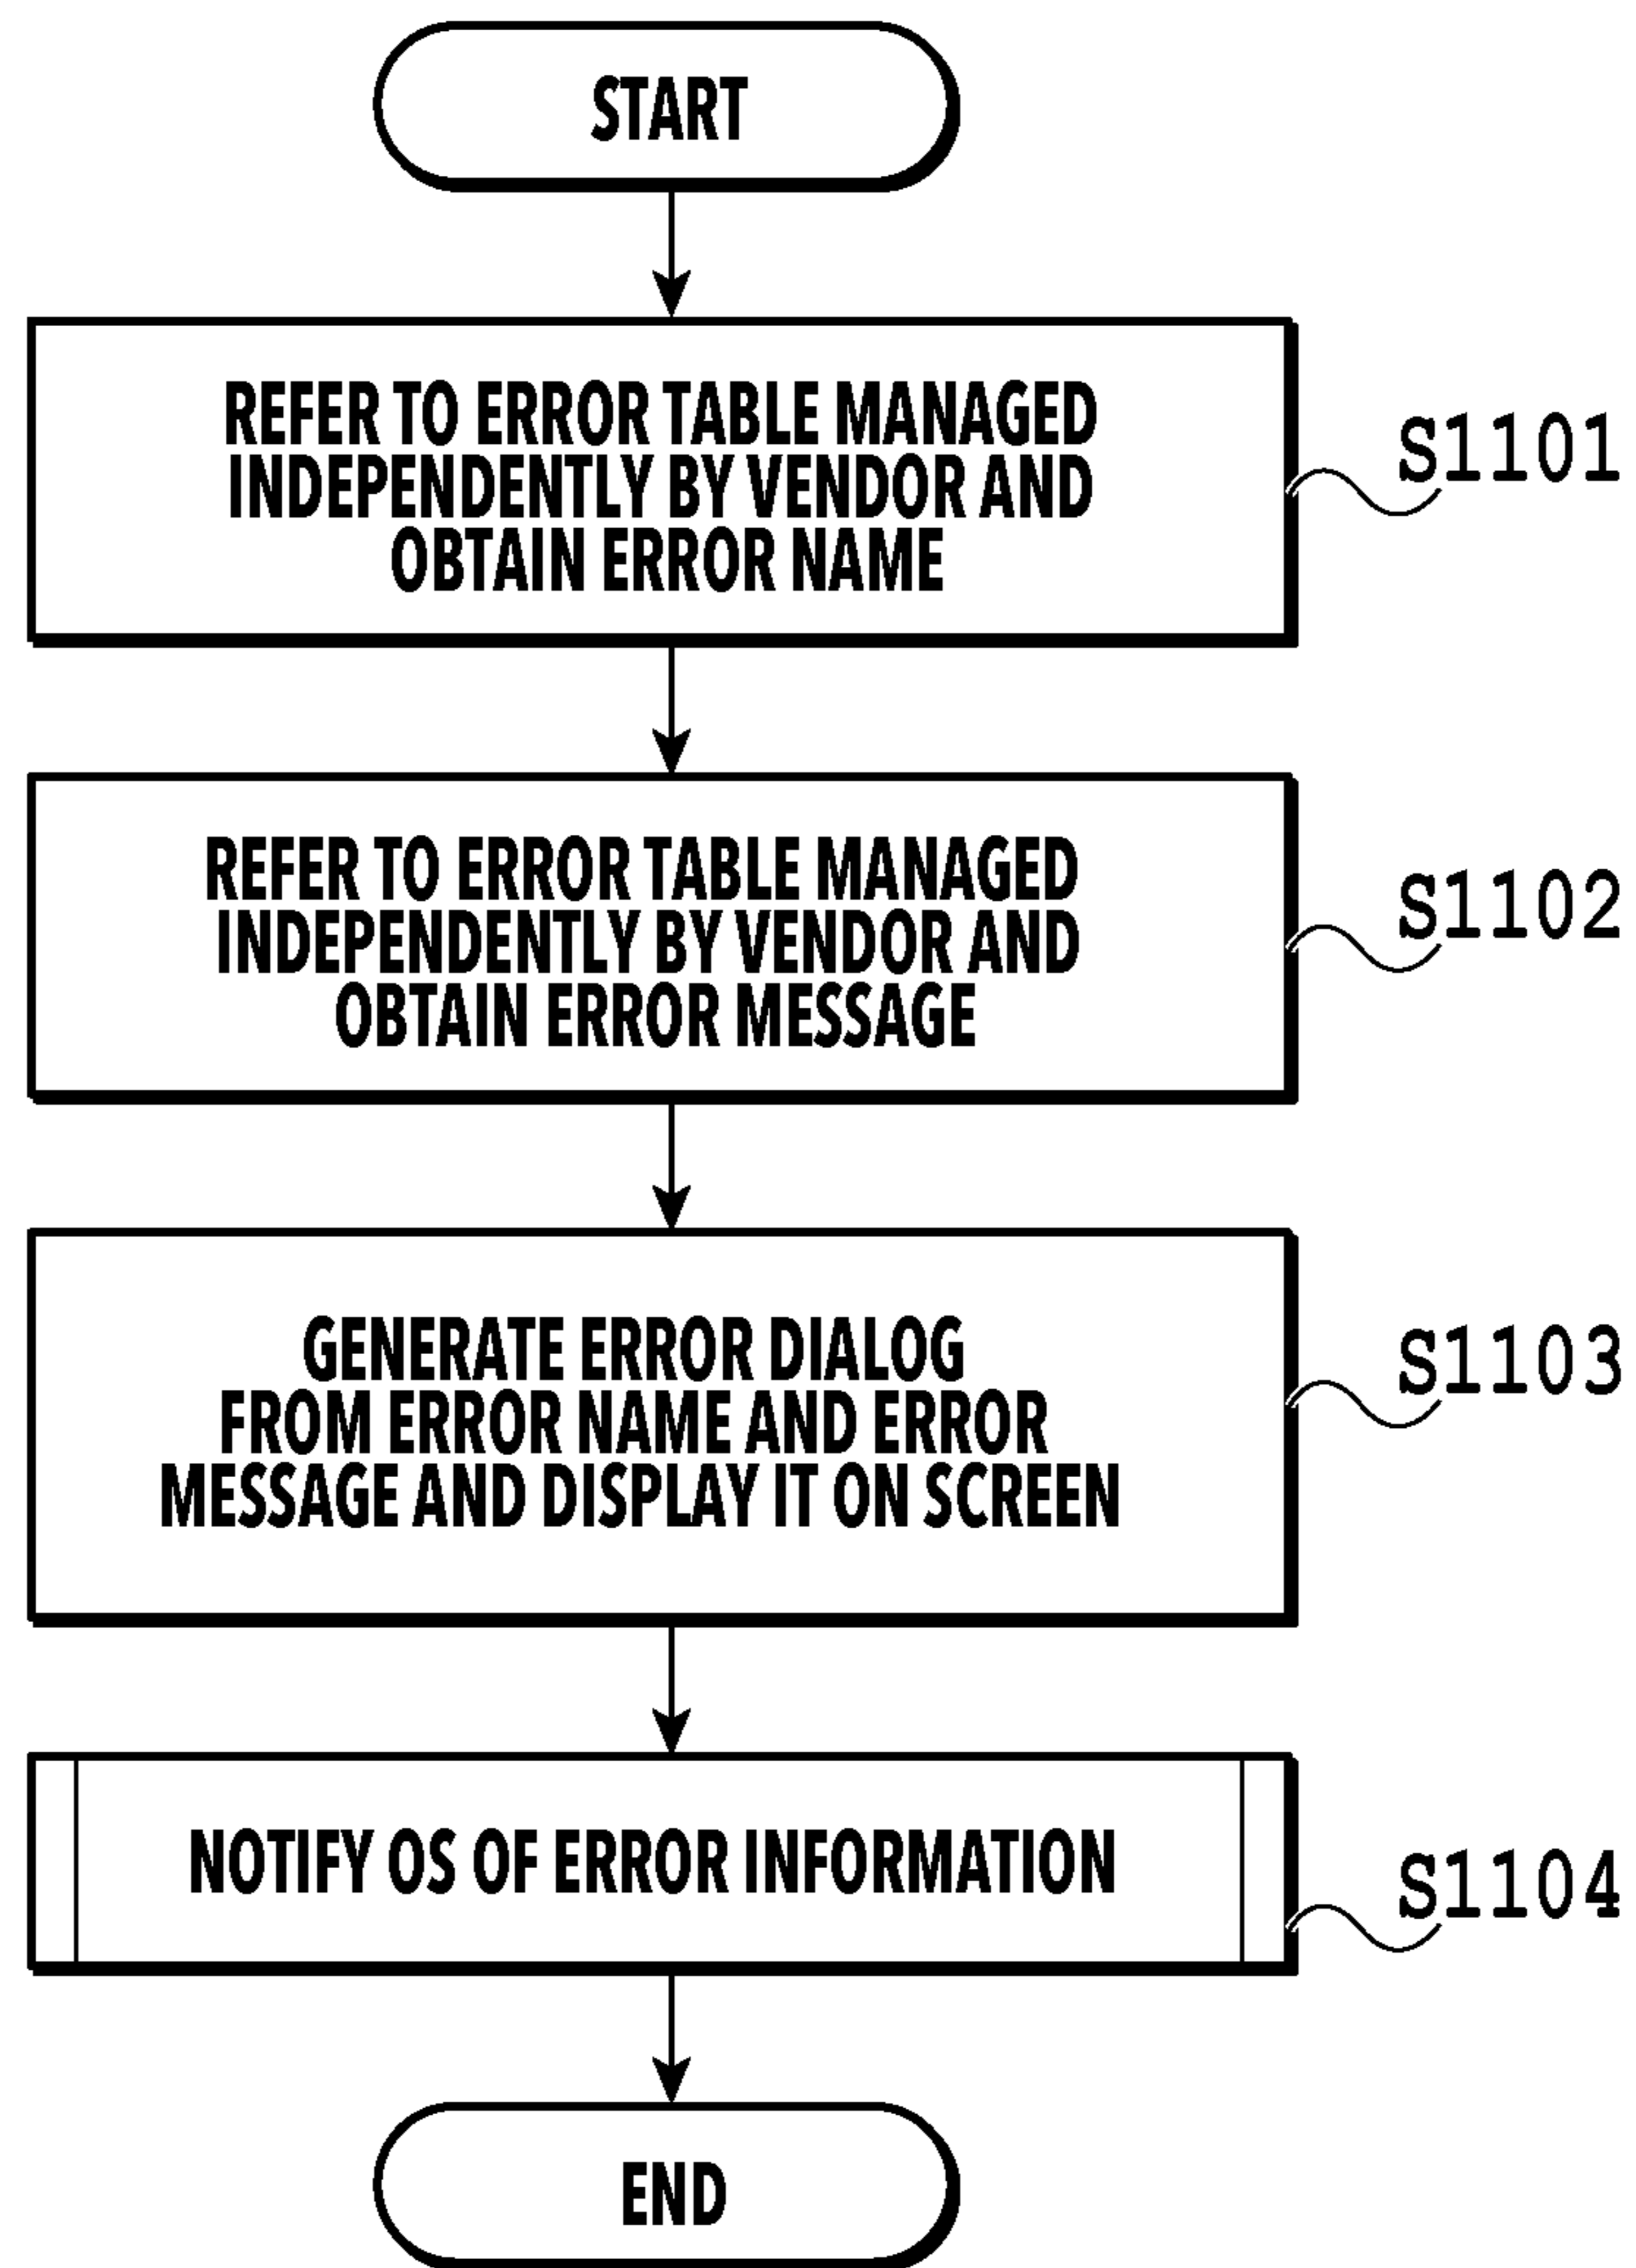 START
REFER TO ERROR TABLE MANAGED
INDEPENDENTLY BY VENDOR AND
OBTAIN ERROR NAME
S1101
REFER TO ERROR TABLE MANAGED
INDEPENDENTLY BY VENDOR AND
OBTAIN ERROR MESSAGE
S1102
GENERATE ERROR DIALOG
FROM ERROR NAME AND ERROR
MESSAGE AND DISPLAY IT ON SCREEN
S1103
NOTIFY OS OF ERROR INFORMATION
S1104
END